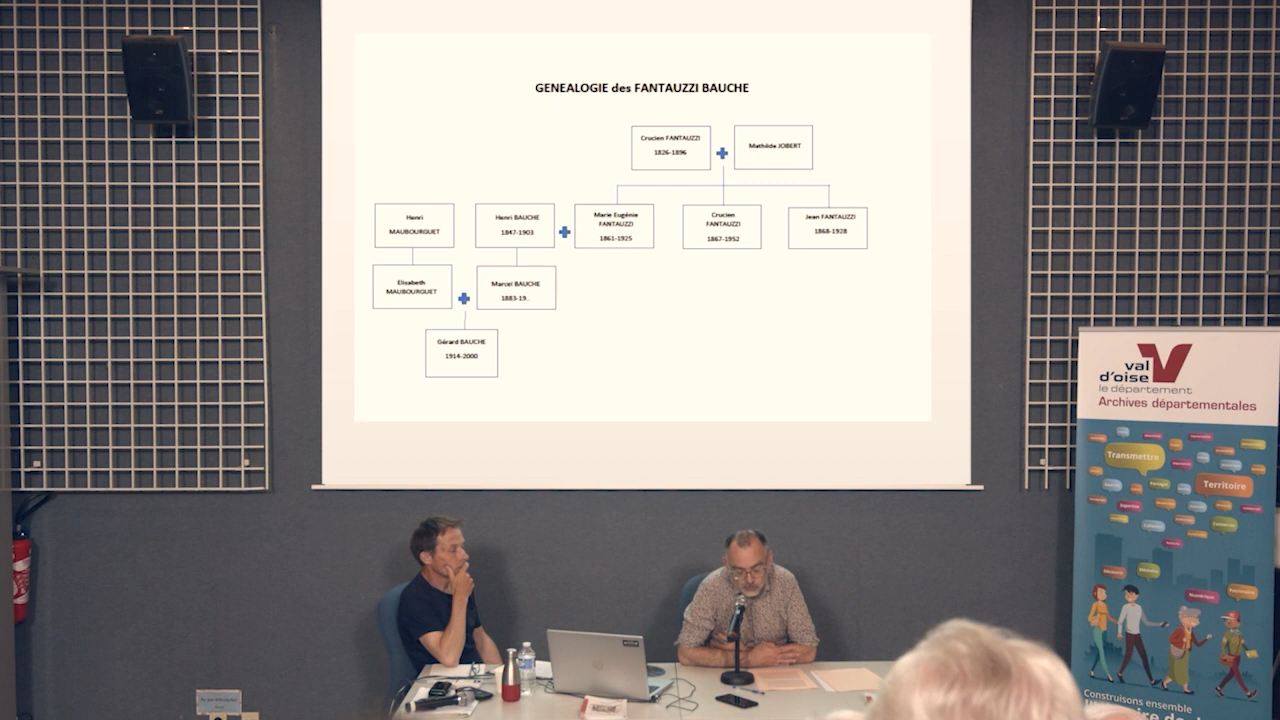 GENEALOGIE des FANTAUZZI BAUCHE
Crucien FANTAUZZI
1826-1896
Mathilde JOBERT
Henri
MAUBOURGUET
Henri BAUCHE
1847-1903
Marie Eugénie
FANTAUZZI
1861-1925
Crucien
FANTAUZZI
1867-1952
Jean FANTAUZZI
1868-1928
Elisabeth
MAUBOURGUET
Marcel BAUCHE
1883-19..
Gérard BAUCHE
1914-2000
val
d'oise
le département
Archives départementales
Transmettre
Territoire
Construisons ensemble